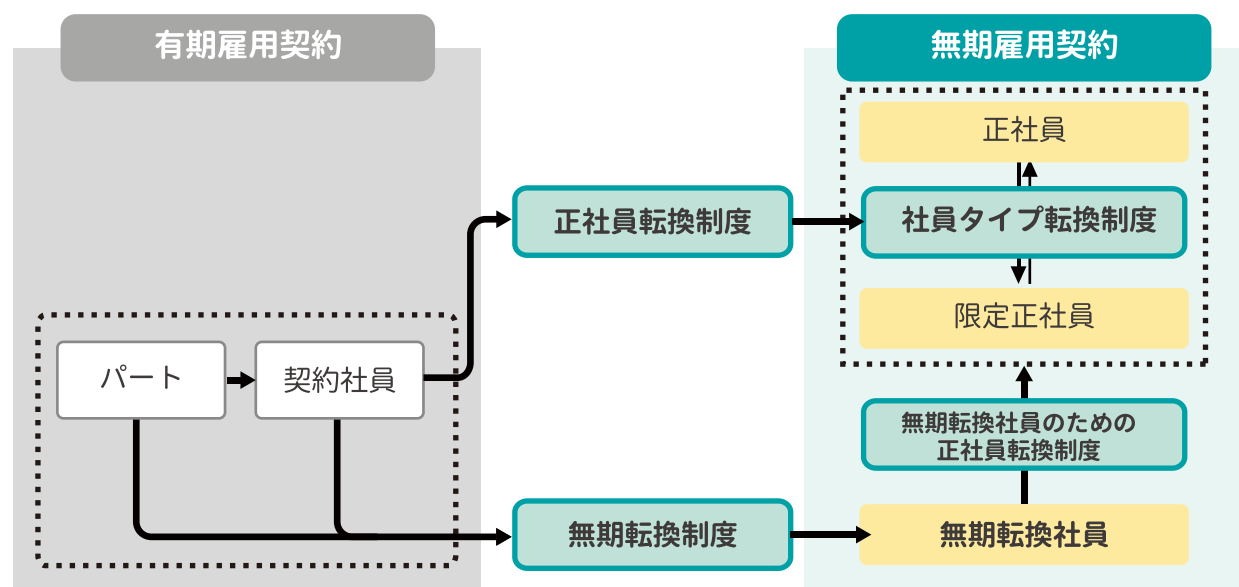 有期雇用契約
無期雇用契約
正社員
正社員転換制度
社員タイプ転換制度
限定正社員
パート
契約社員
無期転換社員のための
正社員転換制度
無期転換制度
無期転換社員